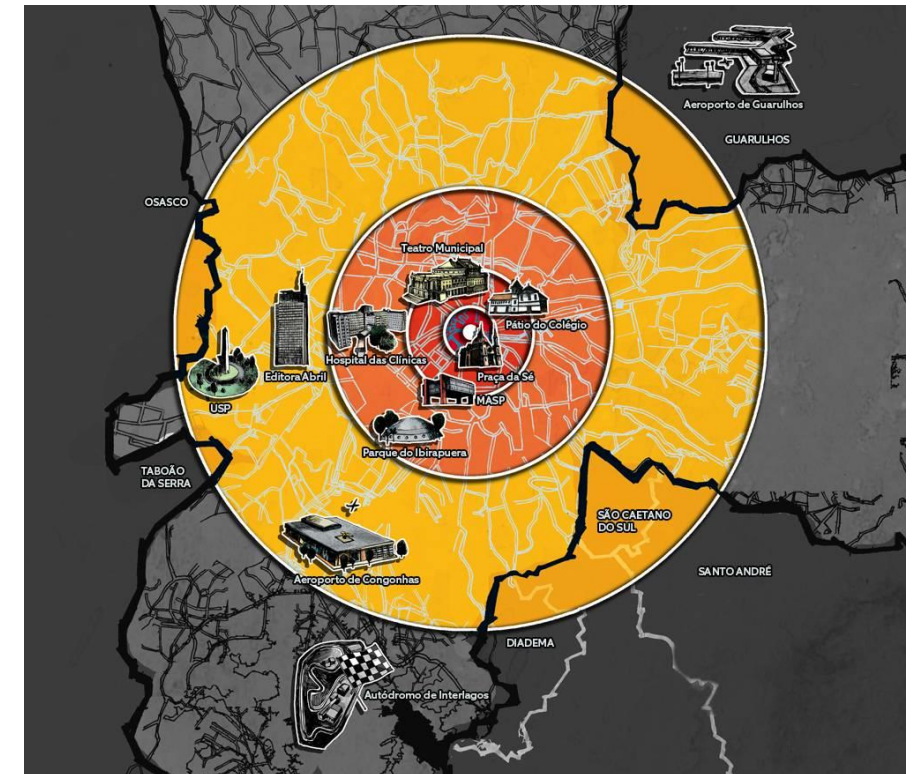 Aeroporto de Guarulhos
GUARULHOS
OSASCO
Teatro Municipal
Pátio do Colégio
Hospital das Clínicas
Praça da Sé
Editora Abril
USP
MASP
Parque do Ibirapuera
TABOÃO
DA SERRA
SÃO CAETANO
DO SUL
SANTO ANDRÉ
Aeroporto de Congonhas
DIADEMA
Autódromo de Interlagos